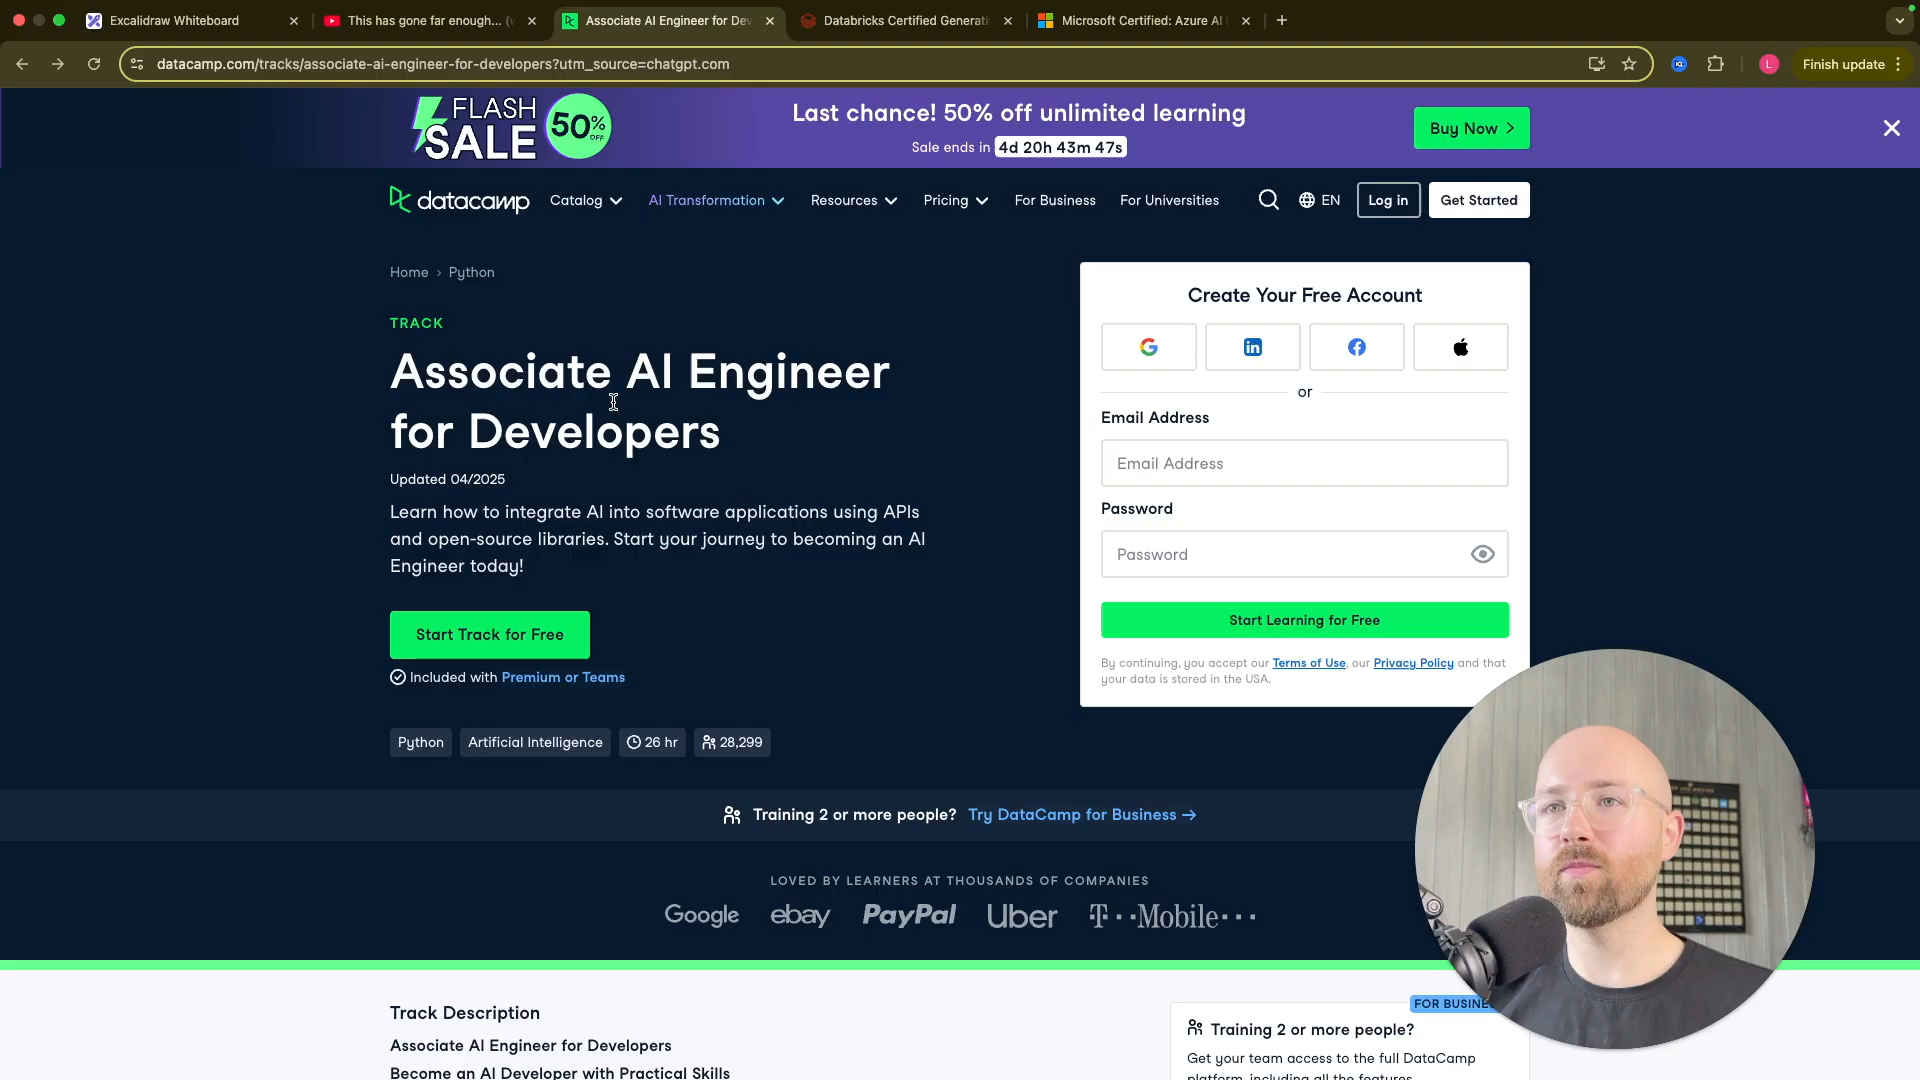 Excalidraw Whiteboard
This has gone far enough... (
Associate AI Engineer for Dev
Databricks Certified Generati
Microsoft Certified: Azure AI
datacamp.com/tracks/associate-ai-engineer-for-developers?utm_source=chatgpt.com
L
Finish update
FLASH
SALE
50%
OFF
Last chance! 50% off unlimited learning
Sale ends in 4d 20h 43m 47s
Buy Now
datacamp
Catalog
AI Transformation
Resources
Pricing
For Business
For Universities
EN
Log in
Get Started
Home › Python
TRACK
Associate AI Engineer
for Developers
Updated 04/2025
Learn how to integrate AI into software applications using APIs
and open-source libraries. Start your journey to becoming an AI
Engineer today!
Start Track for Free
Included with Premium or Teams
Python
Artificial Intelligence
26 hr
28,299
Create Your Free Account
or
Email Address
Email Address
Password
Password
Start Learning for Free
By continuing, you accept our Terms of Use, our Privacy Policy and that
your data is stored in the USA.
Training 2 or more people? Try DataCamp for Business →
LOVED BY LEARNERS AT THOUSANDS OF COMPANIES
Google
ebay
PayPal
Uber
T··Mobile···
Track Description
Associate AI Engineer for Developers
Become an AI Developer with Practical Skills
FOR BUSINE
Training 2 or more people?
Get your team access to the full DataCamp
platform, including all the features.